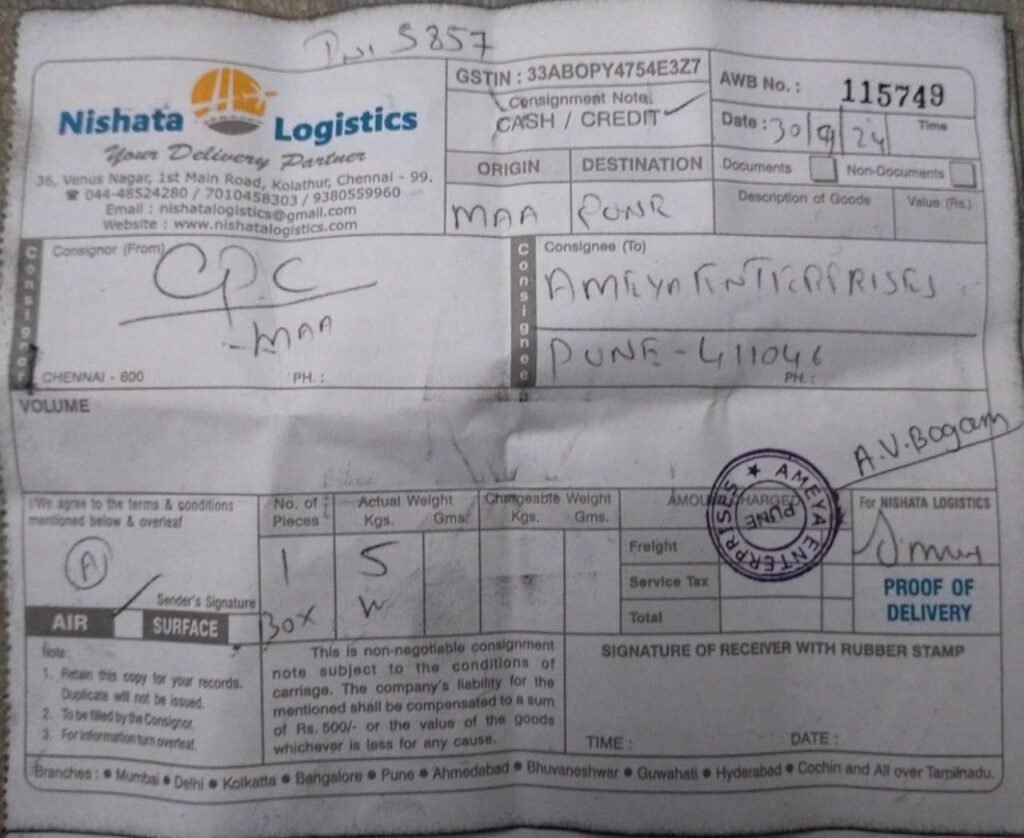 5857
Nishata Logistics
Your Delivery Partner
36, Venus Nagar, 1st Main Road, Kolathur, Chennai - 99.
☎ 044-48524280 / 7010458303 / 9380559960
Email : nishatalogistics@gmail.com
Website : www.nishatalogistics.com
GSTIN : 33ABOPY4754E3Z7
Consignment Note
CASH / CREDIT
AWB No. : 115749
Date : 30/9/24 Time
ORIGIN DESTINATION
MAA PUNE
Documents Non-Documents
Description of Goods Value (Rs.)
Consignor
Consignor (From)
CPC
- MAA
CHENNAI - 600 PH. :
Consignee
Consignee (To)
AMEYA ENTERPRISES
PUNE - 411046
PH. :
VOLUME
A.V.Bogam
★ AMEYA ENTERPRISES
PUNE
I/We agree to the terms & conditions
mentioned below & overleaf
A
Sender's Signature
AIR SURFACE
No. of Pieces
Actual Weight
Kgs. Gms.
Chargeable Weight
Kgs. Gms.
AMOUNT CHARGED
1 5
BOX W
Freight
Service Tax
Total
For NISHATA LOGISTICS
PROOF OF
DELIVERY
Note :
1. Retain this copy for your records.
Duplicate will not be issued.
2. To be filled by the Consignor.
3. For information turn overleaf.
This is non-negotiable consignment
note subject to the conditions of
carriage. The company's liability for the
mentioned shall be compensated to a sum
of Rs. 500/- or the value of the goods
whichever is less for any cause.
SIGNATURE OF RECEIVER WITH RUBBER STAMP
TIME : DATE :
Branches : ● Mumbai ● Delhi ● Kolkatta ● Bangalore ● Pune ● Ahmedabad ● Bhuvaneshwar ● Guwahati ● Hyderabad ● Cochin and All over Tamilnadu.